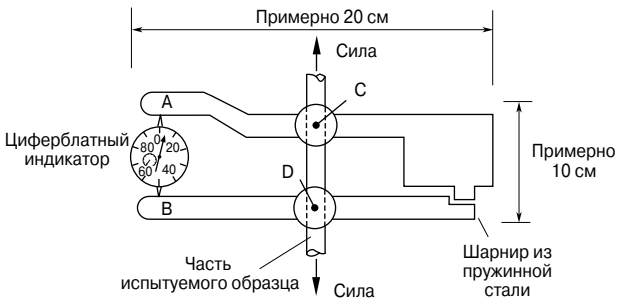 Примерно 20 см
Сила
A
C
Циферблатный
индикатор
0
80
20
60
40
Примерно
10 см
D
B
Часть
испытуемого образца
Сила
Шарнир из
пружинной
стали